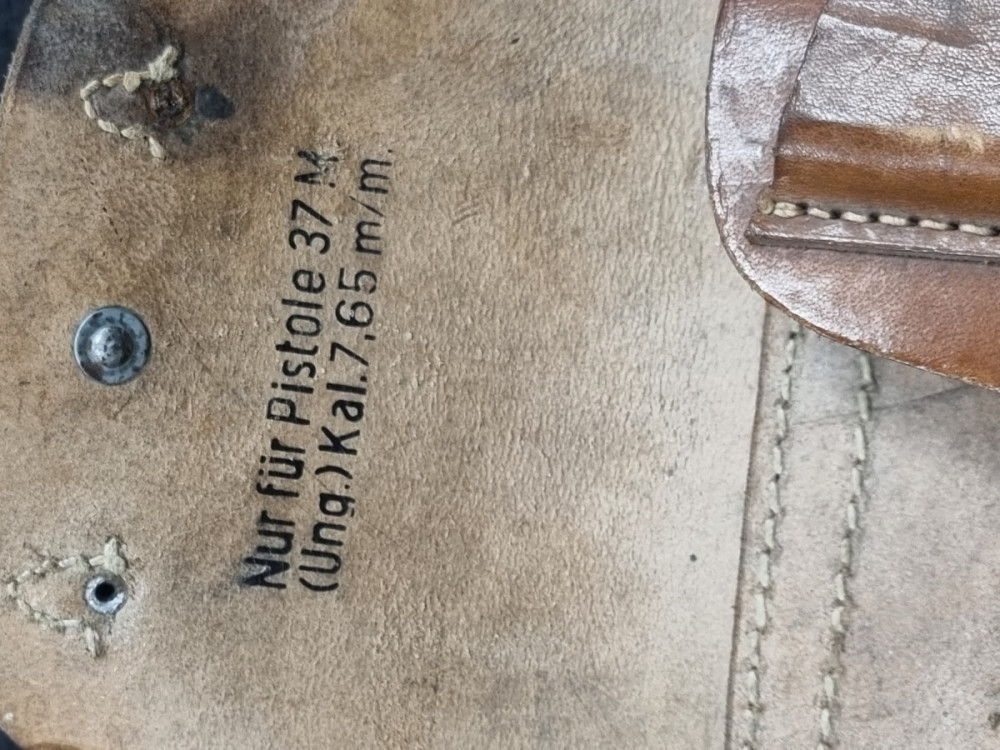 Nur für Pistole 37 M
(Ung.) Kal.7,65 m/m.